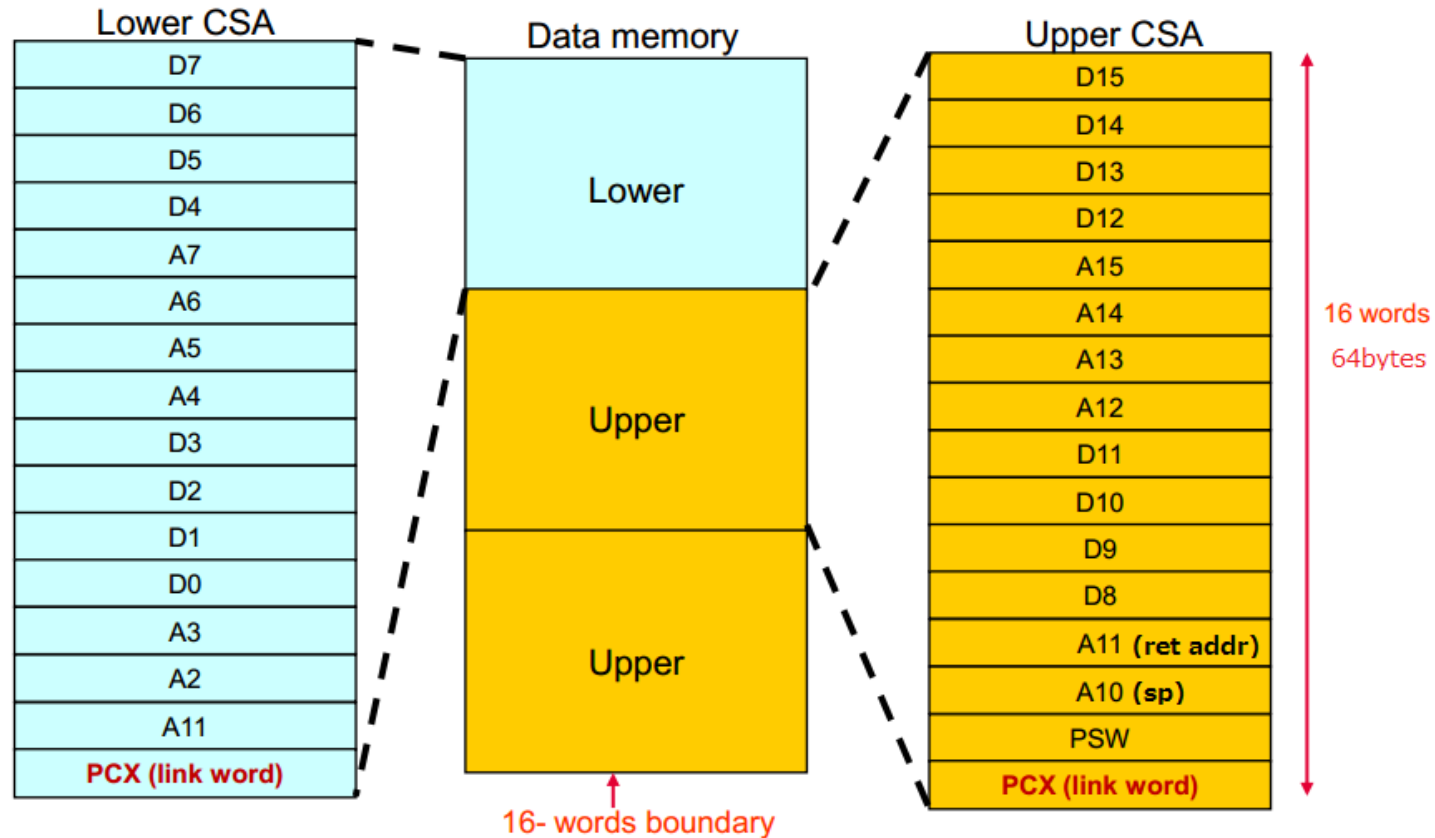 Lower CSA
D7
D6
D5
D4
A7
A6
A5
A4
D3
D2
D1
D0
A3
A2
A11
PCX (link word)
Data memory
Lower
Upper
Upper
16- words boundary
Upper CSA
D15
D14
D13
D12
A15
A14
A13
A12
D11
D10
D9
D8
A11 (ret addr)
A10 (sp)
PSW
PCX (link word)
16 words
64bytes